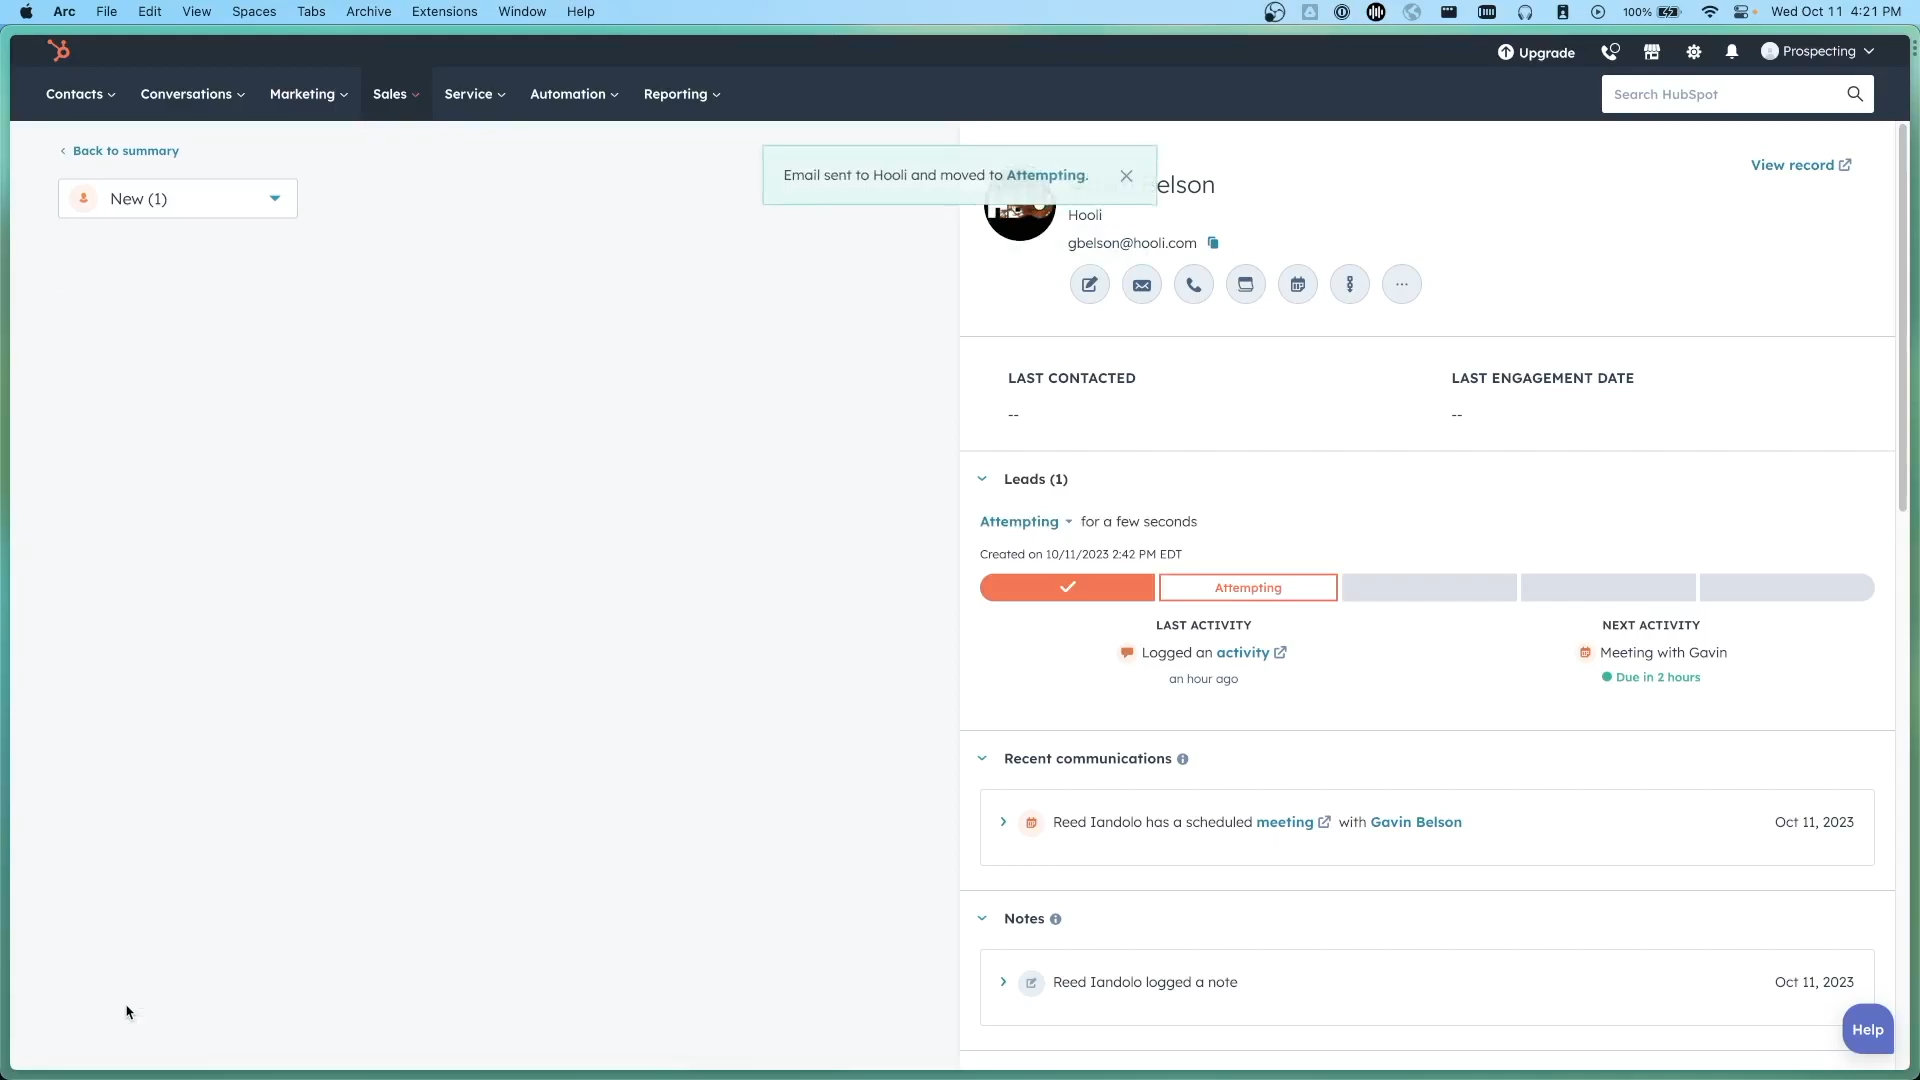 Arc File Edit View Spaces Tabs Archive Extensions Window Help 100% Wed Oct 11 4:21 PM
Upgrade Prospecting
Contacts Conversations Marketing Sales Service Automation Reporting Search HubSpot
Back to summary
New (1)
Email sent to Hooli and moved to Attempting.
elson
View record
Hooli
gbelson@hooli.com
LAST CONTACTED
--
LAST ENGAGEMENT DATE
--
Leads (1)
Attempting for a few seconds
Created on 10/11/2023 2:42 PM EDT
Attempting
LAST ACTIVITY
Logged an activity
an hour ago
NEXT ACTIVITY
Meeting with Gavin
Due in 2 hours
Recent communications
Reed Iandolo has a scheduled meeting with Gavin Belson Oct 11, 2023
Notes
Reed Iandolo logged a note Oct 11, 2023
Help